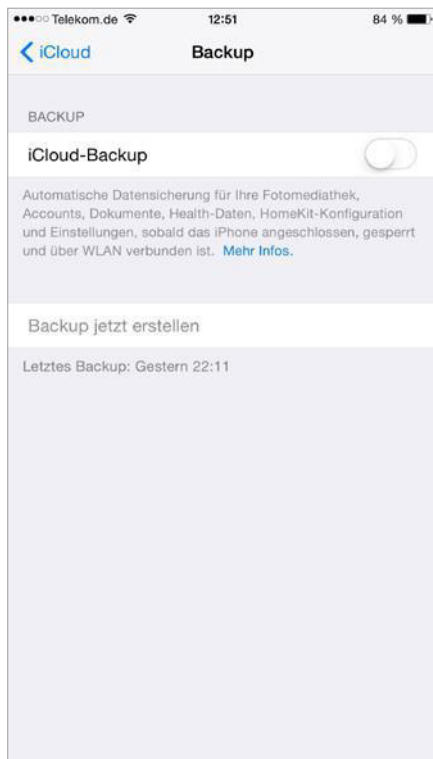 Telekom.de 12:51 84 %
iCloud Backup
BACKUP
iCloud-Backup
Automatische Datensicherung für Ihre Fotomediathek,
Accounts, Dokumente, Health-Daten, HomeKit-Konfiguration
und Einstellungen, sobald das iPhone angeschlossen, gesperrt
und über WLAN verbunden ist. Mehr Infos.
Backup jetzt erstellen
Letztes Backup: Gestern 22:11